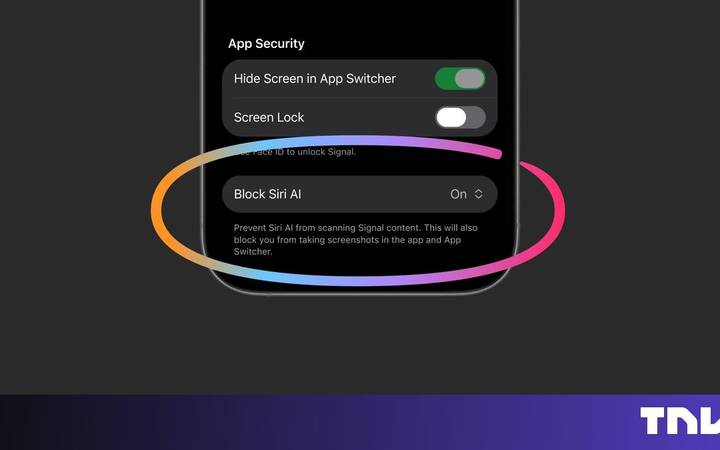 App Security
Hide Screen in App Switcher
Screen Lock
Face ID to unlock Signal.
Block Siri AI On
Prevent Siri AI from scanning Signal content. This will also
block you from taking screenshots in the app and App
Switcher.